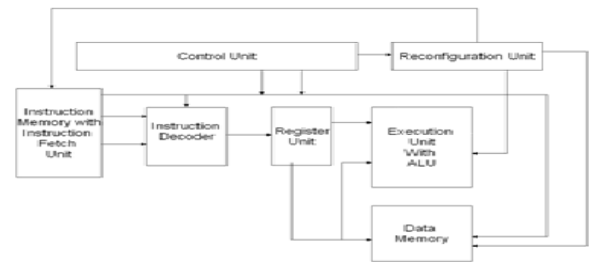 Control Unit
Reconfiguration Unit
Instruction
Memory with
Instruction
Fetch
Unit
Instruction
Decoder
Register
Unit
Execution
Unit
With
ALU
Data
Memory